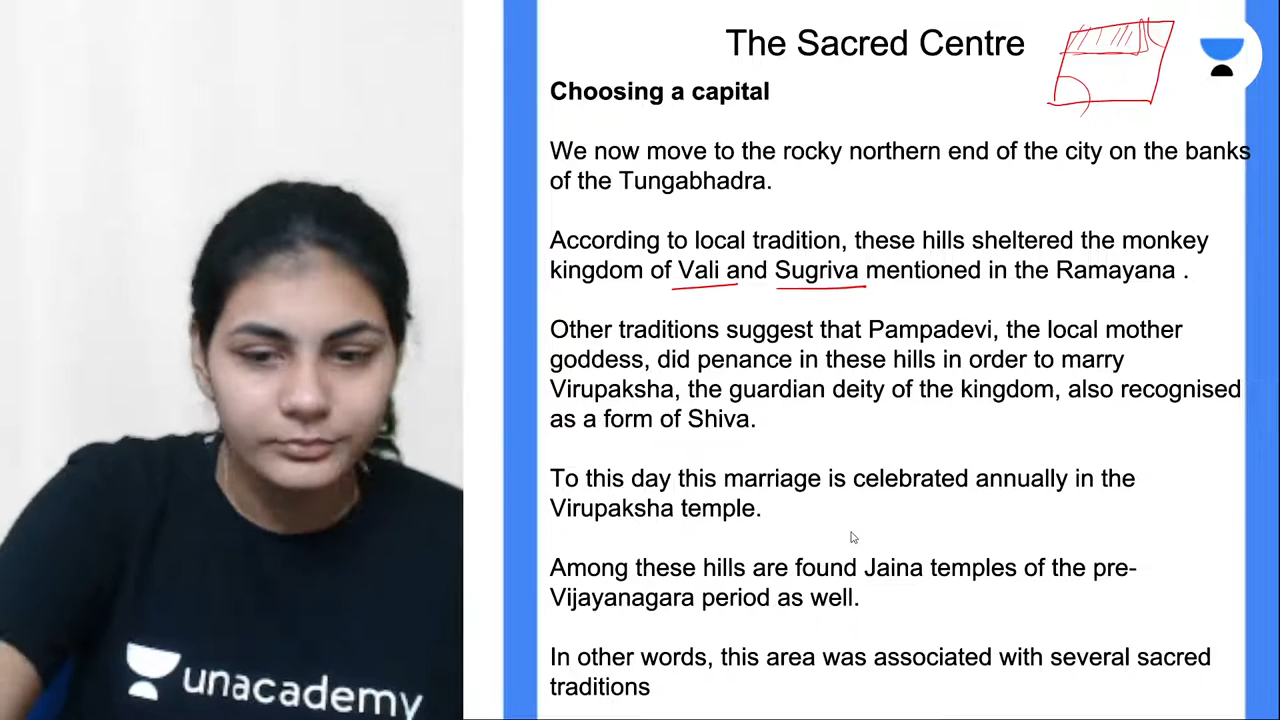 The Sacred Centre
Choosing a capital
We now move to the rocky northern end of the city on the banks
of the Tungabhadra.
According to local tradition, these hills sheltered the monkey
kingdom of Vali and Sugriva mentioned in the Ramayana .
Other traditions suggest that Pampadevi, the local mother
goddess, did penance in these hills in order to marry
Virupaksha, the guardian deity of the kingdom, also recognised
as a form of Shiva.
To this day this marriage is celebrated annually in the
Virupaksha temple.
Among these hills are found Jaina temples of the pre-
Vijayanagara period as well.
In other words, this area was associated with several sacred
traditions
unacademy